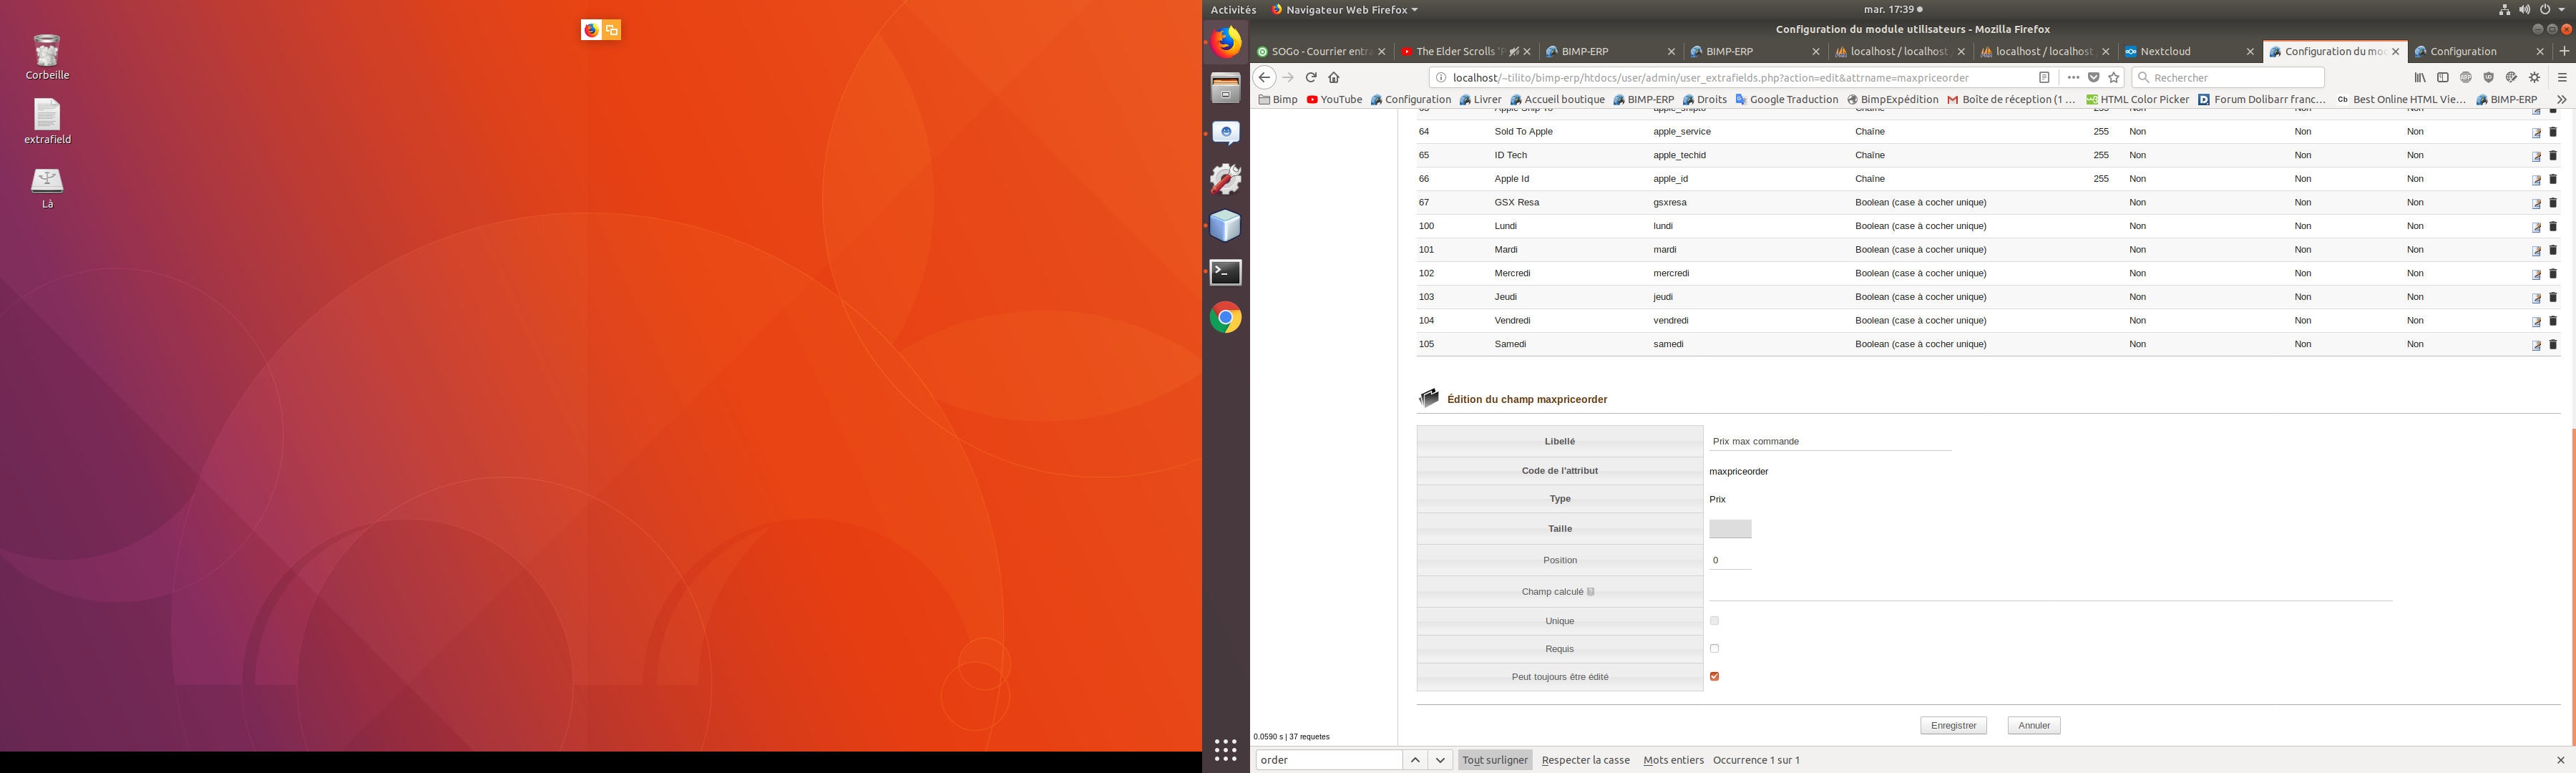 Corbeille
extrafield
Là
Activités
Navigateur Web Firefox
mar. 17:39
Configuration du module utilisateurs - Mozilla Firefox
SOGo - Courrier entr
The Elder Scrolls
BIMP-ERP
BIMP-ERP
localhost / localhost
localhost / localhost
Nextcloud
Configuration du mo
Configuration
localhost/~tilito/bimp-erp/htdocs/user/admin/user_extrafields.php?action=edit&attrname=maxpriceorder
Rechercher
Bimp
YouTube
Configuration
Livrer
Accueil boutique
BIMP-ERP
Droits
Google Traduction
BimpExpédition
Boîte de réception (1 …
HTML Color Picker
Forum Dolibarr franc…
Best Online HTML Vie…
BIMP-ERP
64 Sold To Apple apple_service Chaîne 255 Non Non Non
65 ID Tech apple_techid Chaîne 255 Non Non Non
66 Apple Id apple_id Chaîne 255 Non Non Non
67 GSX Resa gsxresa Boolean (case à cocher unique) Non Non Non
100 Lundi lundi Boolean (case à cocher unique) Non Non Non
101 Mardi mardi Boolean (case à cocher unique) Non Non Non
102 Mercredi mercredi Boolean (case à cocher unique) Non Non Non
103 Jeudi jeudi Boolean (case à cocher unique) Non Non Non
104 Vendredi vendredi Boolean (case à cocher unique) Non Non Non
105 Samedi samedi Boolean (case à cocher unique) Non Non Non
Édition du champ maxpriceorder
Libellé Prix max commande
Code de l'attribut maxpriceorder
Type Prix
Taille
Position 0
Champ calculé
Unique
Requis
Peut toujours être édité
Enregistrer Annuler
0.0590 s | 37 requetes
order
Tout surligner Respecter la casse Mots entiers Occurrence 1 sur 1